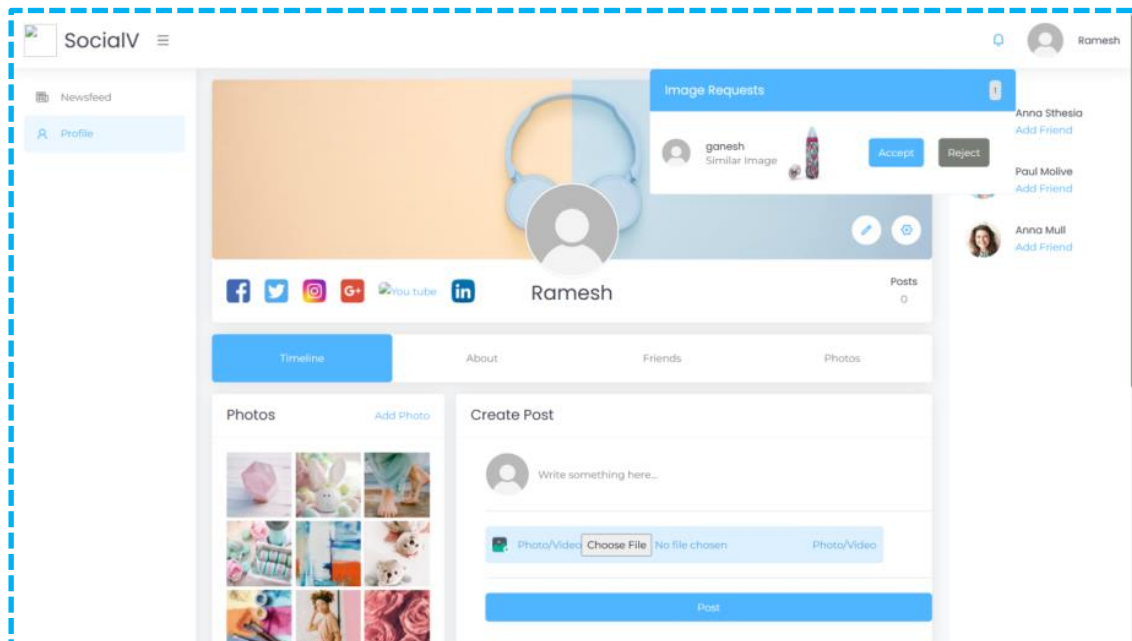 SocialV
Ramesh
Newsfeed
Profile
Image Requests
1
ganesh
Similar Image
Accept
Reject
Anna Sthesia
Add Friend
Paul Molive
Add Friend
Anna Mull
Add Friend
G+
You tube
in
Ramesh
Posts
0
Timeline
About
Friends
Photos
Photos
Add Photo
Create Post
Write something here...
Photo/Video
Choose File
No file chosen
Photo/Video
Post